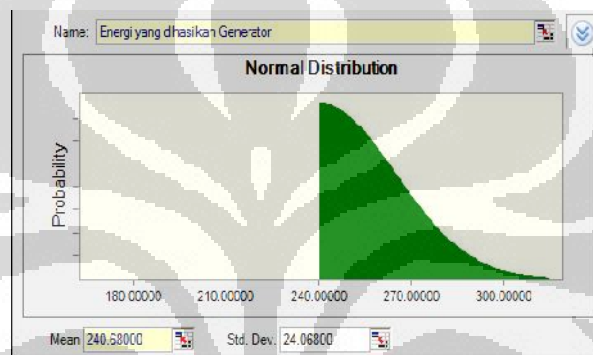 Name: Energi yang dihasikan Generator
Normal Distribution
Probability
180.00000 210.00000 240.00000 270.00000 300.00000
Mean 240.68000 Std. Dev. 24.06800